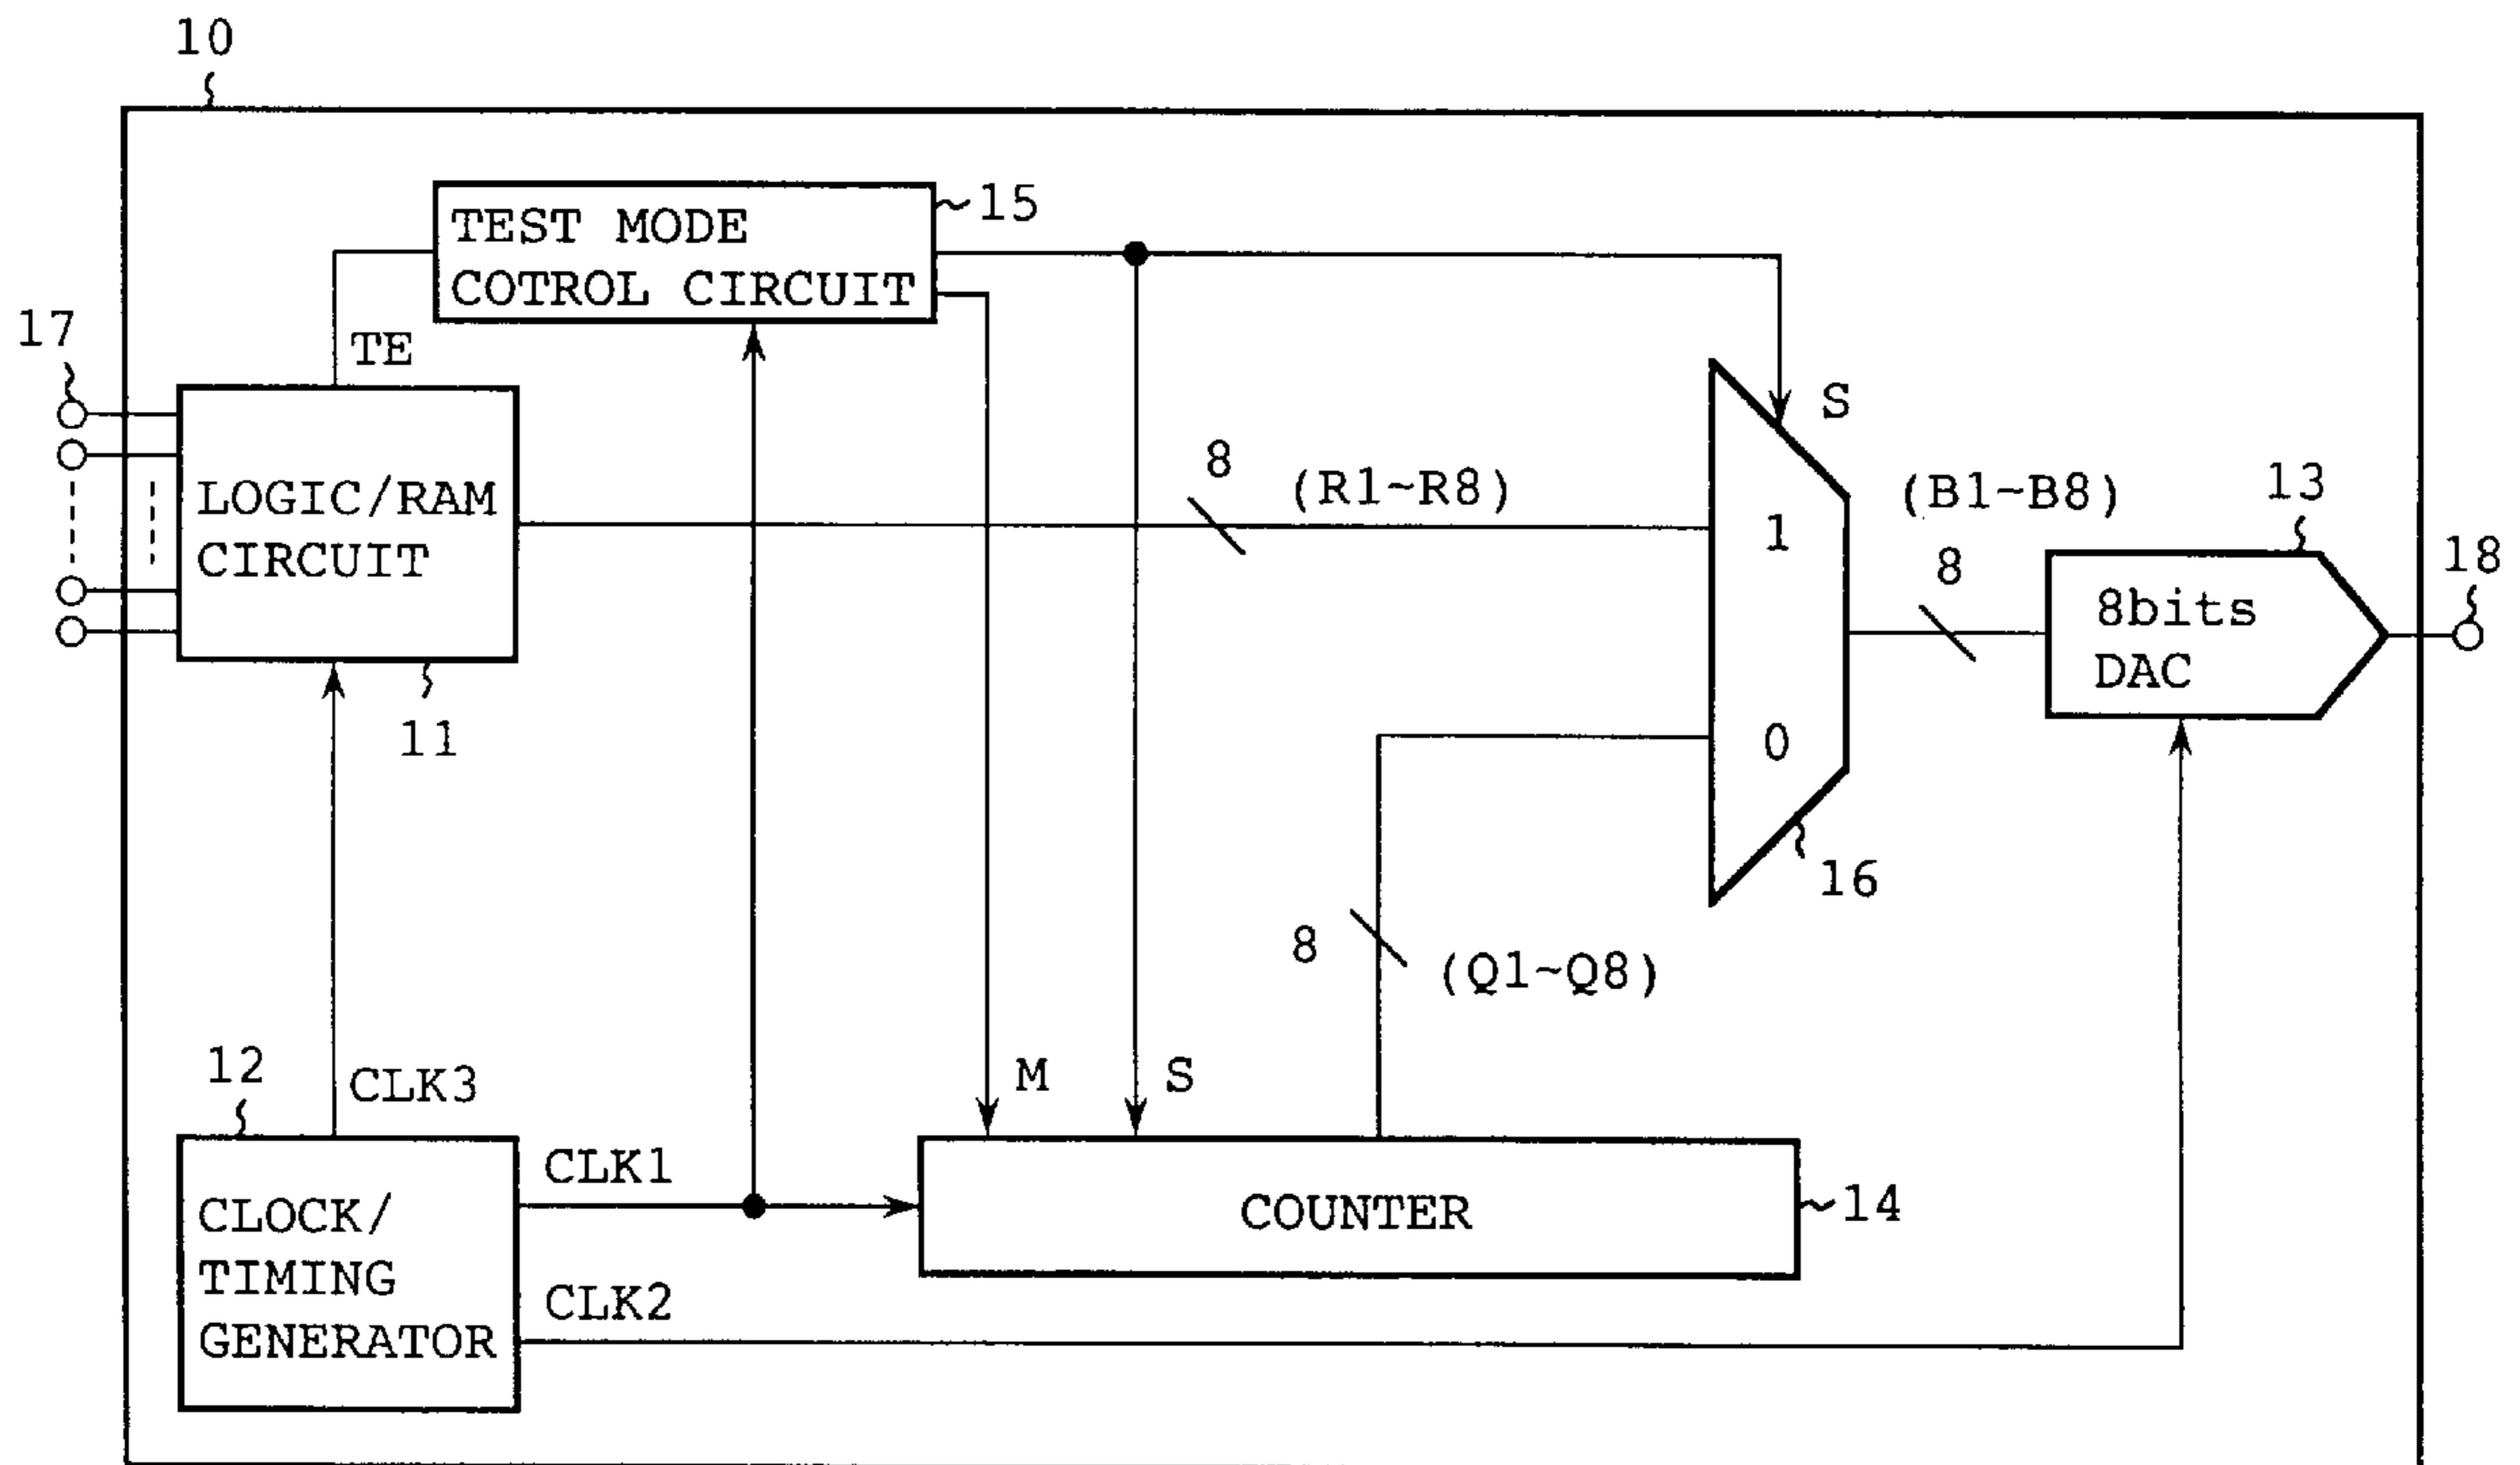 10
TEST MODE
COTROL CIRCUIT
15
17
TE
S
8
(R1~R8)
(B1~B8)
13
LOGIC/RAM
CIRCUIT
1
8
18
8bits
DAC
11
0
16
8
(Q1~Q8)
12
CLK3
M
S
CLK1
CLOCK/
TIMING
GENERATOR
COUNTER
14
CLK2